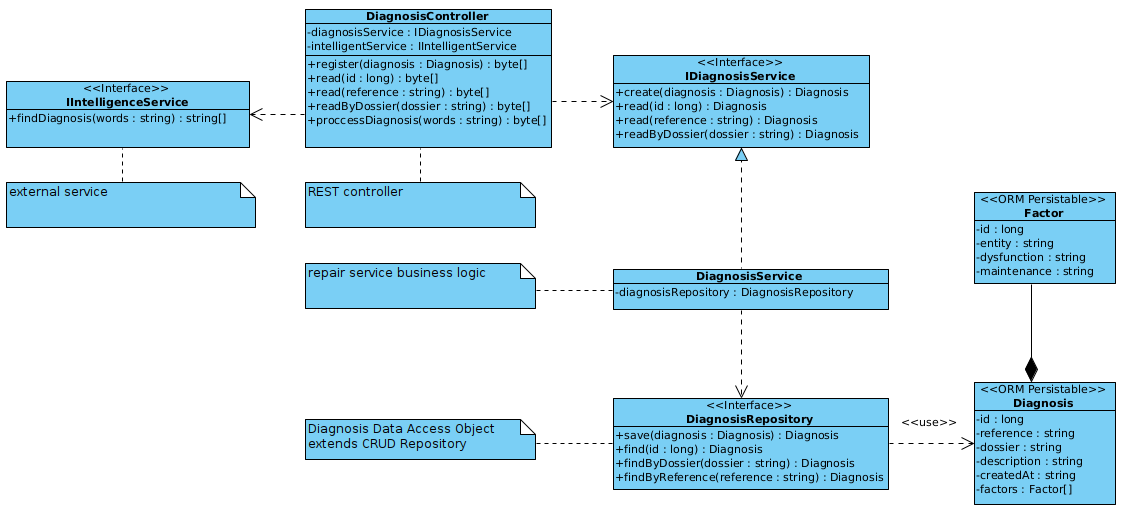 DiagnosisController
-diagnosisService : IDiagnosisService
-intelligentService : IIntelligentService
+register(diagnosis : Diagnosis) : byte[]
+read(id : long) : byte[]
+read(reference : string) : byte[]
+readByDossier(dossier : string) : byte[]
+proccessDiagnosis(words : string) : byte[]
<<Interface>>
IDiagnosisService
+create(diagnosis : Diagnosis) : Diagnosis
+read(id : long) : Diagnosis
+read(reference : string) : Diagnosis
+readByDossier(dossier : string) : Diagnosis
<<Interface>>
IIntelligenceService
+findDiagnosis(words : string) : string[]
external service
REST controller
<<ORM Persistable>>
Factor
-id : long
-entity : string
-dysfunction : string
-maintenance : string
repair service business logic
DiagnosisService
-diagnosisRepository : DiagnosisRepository
<<Interface>>
DiagnosisRepository
+save(diagnosis : Diagnosis) : Diagnosis
+find(id : long) : Diagnosis
+findByDossier(dossier : string) : Diagnosis
+findByReference(reference : string) : Diagnosis
Diagnosis Data Access Object
extends CRUD Repository
<<use>>
<<ORM Persistable>>
Diagnosis
-id : long
-reference : string
-dossier : string
-description : string
-createdAt : string
-factors : Factor[]